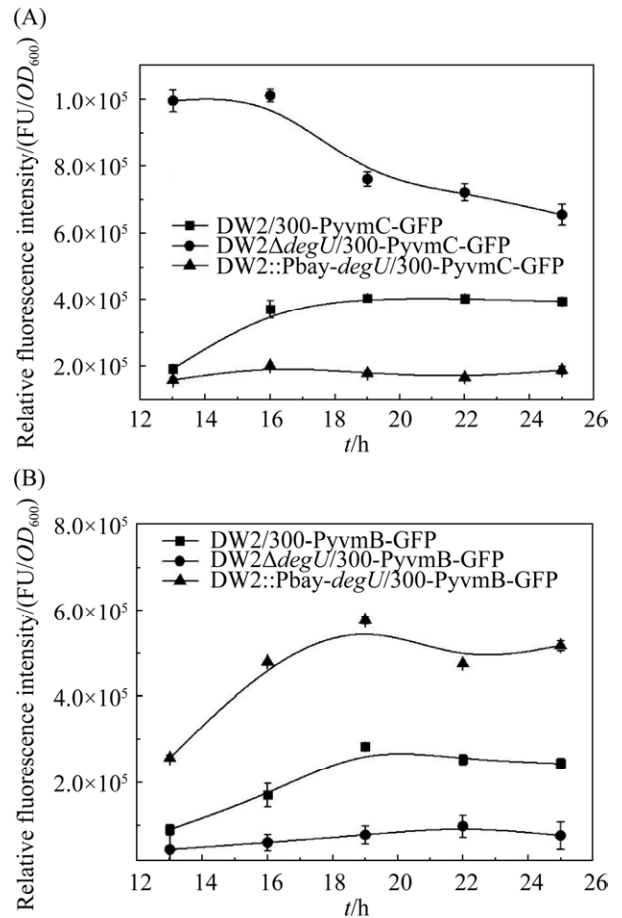 (A)
Relative fluorescence intensity/(FU/OD600)
1.0×10⁵
8.0×10⁵
6.0×10⁵
4.0×10⁵
2.0×10⁵
DW2/300-PyvmC-GFP
DW2ΔdegU/300-PyvmC-GFP
DW2::Pbay-degU/300-PyvmC-GFP
12 14 16 18 20 22 24 26
t/h
(B)
Relative fluorescence intensity/(FU/OD600)
8.0×10⁵
6.0×10⁵
4.0×10⁵
2.0×10⁵
DW2/300-PyvmB-GFP
DW2ΔdegU/300-PyvmB-GFP
DW2::Pbay-degU/300-PyvmB-GFP
12 14 16 18 20 22 24 26
t/h